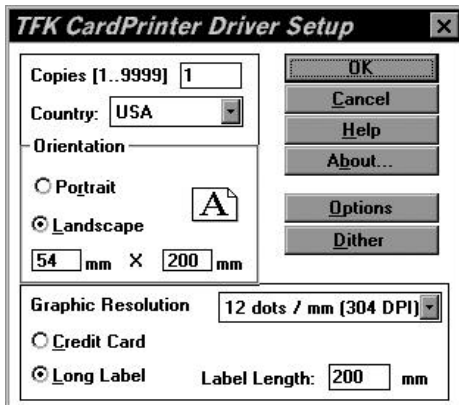 TFK CardPrinter Driver Setup
Copies [1..9999] 1
Country: USA
Orientation
Portrait
Landscape
A
54 mm X 200 mm
OK
Cancel
Help
About...
Options
Dither
Graphic Resolution 12 dots / mm (304 DPI)
Credit Card
Long Label Label Length: 200 mm